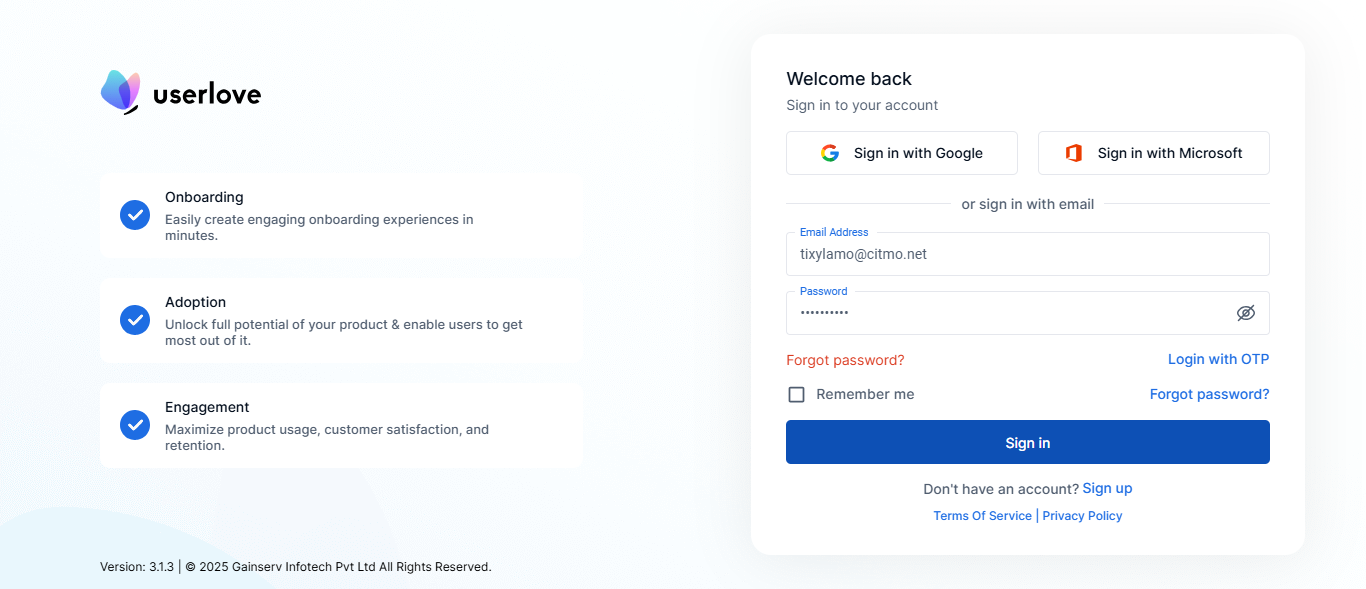 userlove
Onboarding
Easily create engaging onboarding experiences in
minutes.
Adoption
Unlock full potential of your product & enable users to get
most out of it.
Engagement
Maximize product usage, customer satisfaction, and
retention.
Version: 3.1.3 | © 2025 Gainserv Infotech Pvt Ltd All Rights Reserved.
Welcome back
Sign in to your account
Sign in with Google
Sign in with Microsoft
or sign in with email
Email Address
tixylamo@citmo.net
Password
••••••••••
Forgot password?
Login with OTP
Remember me
Forgot password?
Sign in
Don't have an account? Sign up
Terms Of Service | Privacy Policy